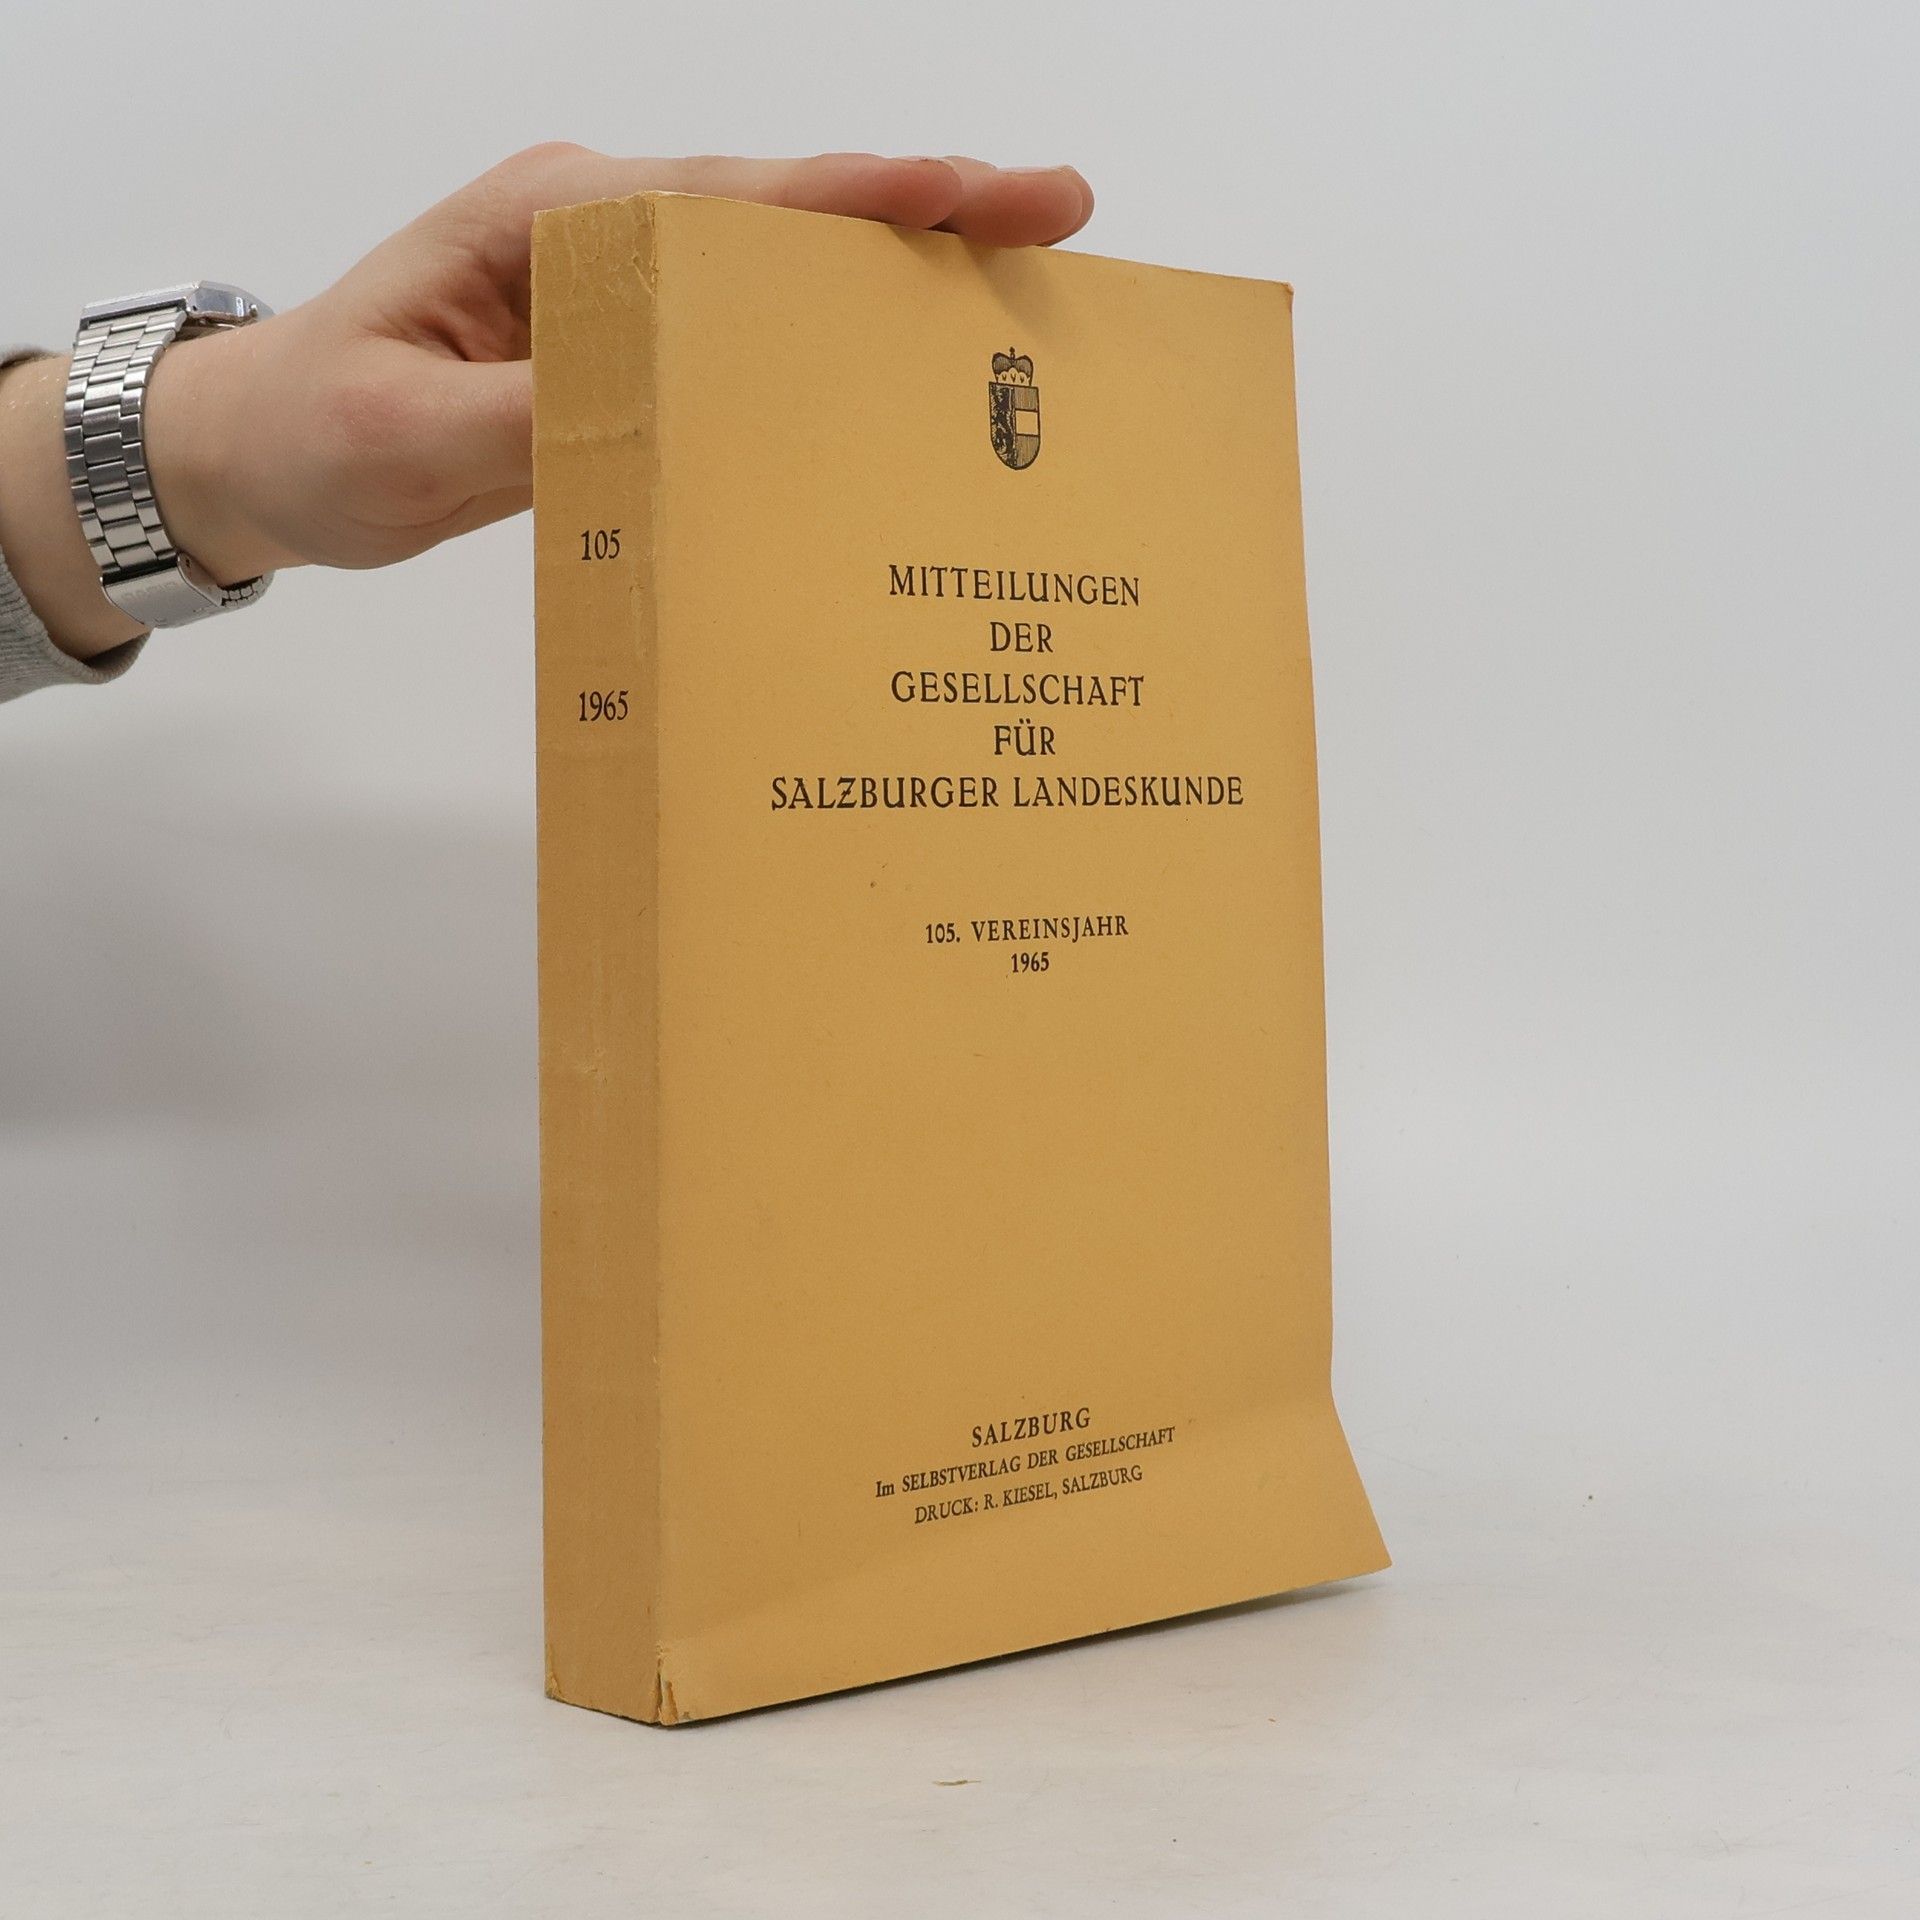 105
1965
MITTEILUNGEN
DER
GESELLSCHAFT
FÜR
SALZBURGER LANDESKUNDE
105. VEREINSJAHR
1965
SALZBURG
Im SELBSTVERLAG DER GESELLSCHAFT
DRUCK: R. KIESEL, SALZBURG